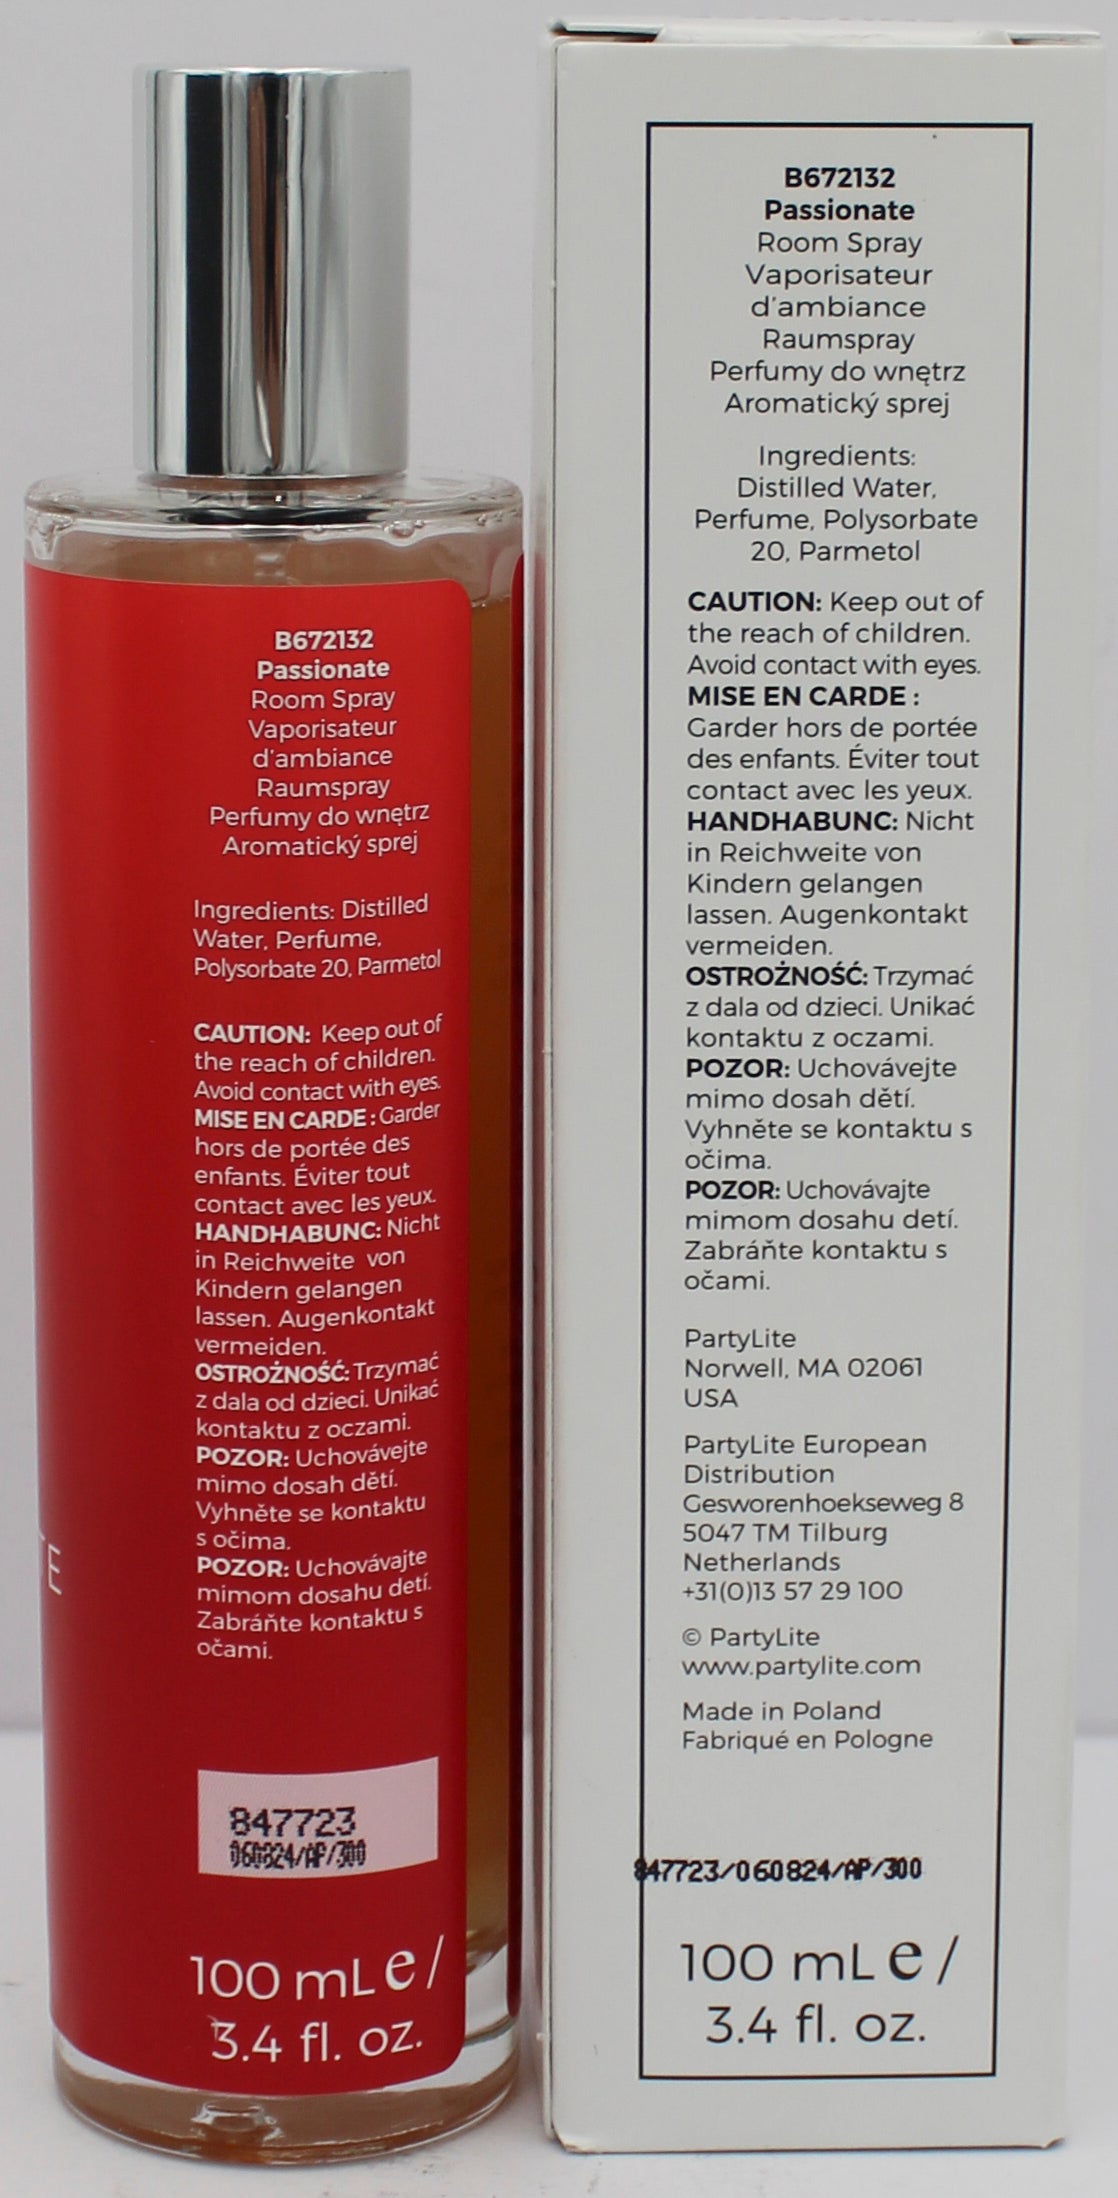 B672132
Passionate
Room Spray
Vaporisateur
d'ambiance
Raumspray
Perfumy do wnętrz
Aromatický sprej
Ingredients: Distilled
Water, Perfume,
Polysorbate 20, Parmetol
CAUTION: Keep out of
the reach of children.
Avoid contact with eyes.
MISE EN CARDE : Garder
hors de portée des
enfants. Éviter tout
contact avec les yeux.
HANDHABUNC: Nicht
in Reichweite von
Kindern gelangen
lassen. Augenkontakt
vermeiden.
OSTROŻNOŚĆ: Trzymać
z dala od dzieci. Unikać
kontaktu z oczami.
POZOR: Uchovávejte
mimo dosah dětí.
Vyhněte se kontaktu
s očima.
POZOR: Uchovávajte
mimom dosahu detí.
Zabráňte kontaktu s
očami.
847723
060824/AP/300
100 mL e /
3.4 fl. oz.
B672132
Passionate
Room Spray
Vaporisateur
d'ambiance
Raumspray
Perfumy do wnętrz
Aromatický sprej
Ingredients:
Distilled Water,
Perfume, Polysorbate
20, Parmetol
CAUTION: Keep out of
the reach of children.
Avoid contact with eyes.
MISE EN CARDE :
Garder hors de portée
des enfants. Éviter tout
contact avec les yeux.
HANDHABUNC: Nicht
in Reichweite von
Kindern gelangen
lassen. Augenkontakt
vermeiden.
OSTROŻNOŚĆ: Trzymać
z dala od dzieci. Unikać
kontaktu z oczami.
POZOR: Uchovávejte
mimo dosah dětí.
Vyhněte se kontaktu s
očima.
POZOR: Uchovávajte
mimom dosahu detí.
Zabráňte kontaktu s
očami.
PartyLite
Norwell, MA 02061
USA
PartyLite European
Distribution
Gesworenhoekseweg 8
5047 TM Tilburg
Netherlands
+31(0)13 57 29 100
© PartyLite
www.partylite.com
Made in Poland
Fabriqué en Pologne
847723/060824/AP/300
100 mL e /
3.4 fl. oz.